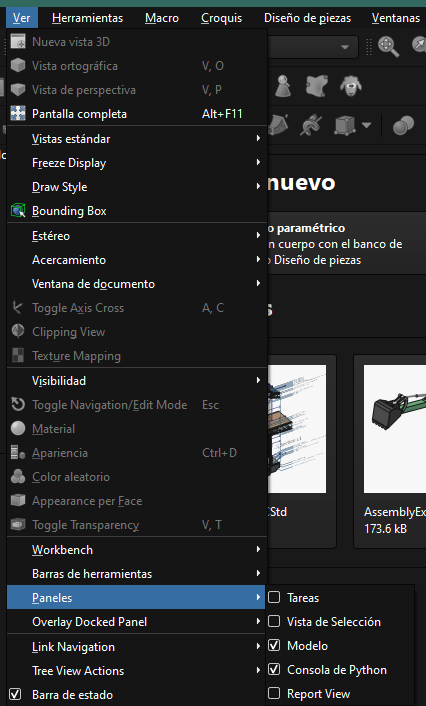 Ver Herramientas Macro Croquis Diseño de piezas Ventanas
Nueva vista 3D
Vista ortográfica V, O
Vista de perspectiva V, P
Pantalla completa Alt+F11
Vistas estándar
Freeze Display
Draw Style
Bounding Box
Estéreo
Acercamiento
Ventana de documento
Toggle Axis Cross A, C
Clipping View
Texture Mapping
Visibilidad
Toggle Navigation/Edit Mode Esc
Material
Apariencia Ctrl+D
Color aleatorio
Appearance per Face
Toggle Transparency V, T
Workbench
Barras de herramientas
Paneles
Overlay Docked Panel
Link Navigation
Tree View Actions
Barra de estado
Tareas
Vista de Selección
Modelo
Consola de Python
Report View
nuevo
o paramétrico
n cuerpo con el banco de
o Diseño de piezas
s
CStd
AssemblyEx
173.6 kB